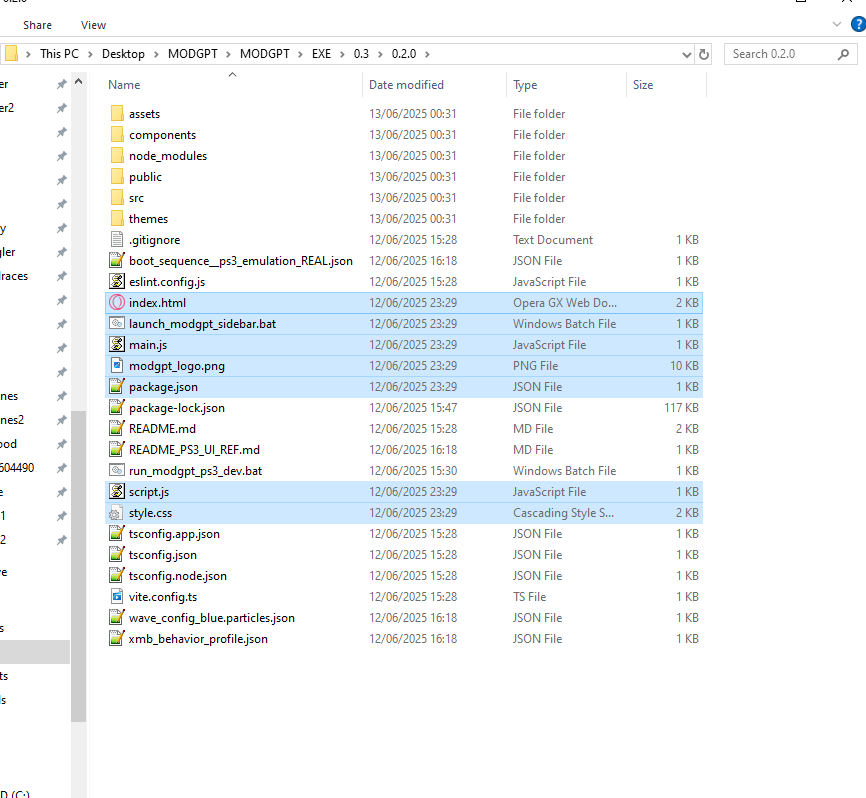 0.2.0
Share View
This PC > Desktop > MODGPT > MODGPT > EXE > 0.3 > 0.2.0 >
Search 0.2.0
Name Date modified Type Size
assets 13/06/2025 00:31 File folder
components 13/06/2025 00:31 File folder
node_modules 13/06/2025 00:31 File folder
public 13/06/2025 00:31 File folder
src 13/06/2025 00:31 File folder
themes 13/06/2025 00:31 File folder
.gitignore 12/06/2025 15:28 Text Document 1 KB
boot_sequence__ps3_emulation_REAL.json 12/06/2025 16:18 JSON File 1 KB
eslint.config.js 12/06/2025 15:28 JavaScript File 1 KB
index.html 12/06/2025 23:29 Opera GX Web Do... 2 KB
launch_modgpt_sidebar.bat 12/06/2025 23:29 Windows Batch File 1 KB
main.js 12/06/2025 23:29 JavaScript File 1 KB
modgpt_logo.png 12/06/2025 23:29 PNG File 10 KB
package.json 12/06/2025 23:29 JSON File 1 KB
package-lock.json 12/06/2025 15:47 JSON File 117 KB
README.md 12/06/2025 15:28 MD File 2 KB
README_PS3_UI_REF.md 12/06/2025 16:18 MD File 1 KB
run_modgpt_ps3_dev.bat 12/06/2025 15:30 Windows Batch File 1 KB
script.js 12/06/2025 23:29 JavaScript File 1 KB
style.css 12/06/2025 23:29 Cascading Style S... 2 KB
tsconfig.app.json 12/06/2025 15:28 JSON File 1 KB
tsconfig.json 12/06/2025 15:28 JSON File 1 KB
tsconfig.node.json 12/06/2025 15:28 JSON File 1 KB
vite.config.ts 12/06/2025 15:28 TS File 1 KB
wave_config_blue.particles.json 12/06/2025 16:18 JSON File 1 KB
xmb_behavior_profile.json 12/06/2025 16:18 JSON File 1 KB
er
er2
y
gler
draces
nes
nes2
ood
604490
e
1
2
ve
s
ts
ls
D (C:)